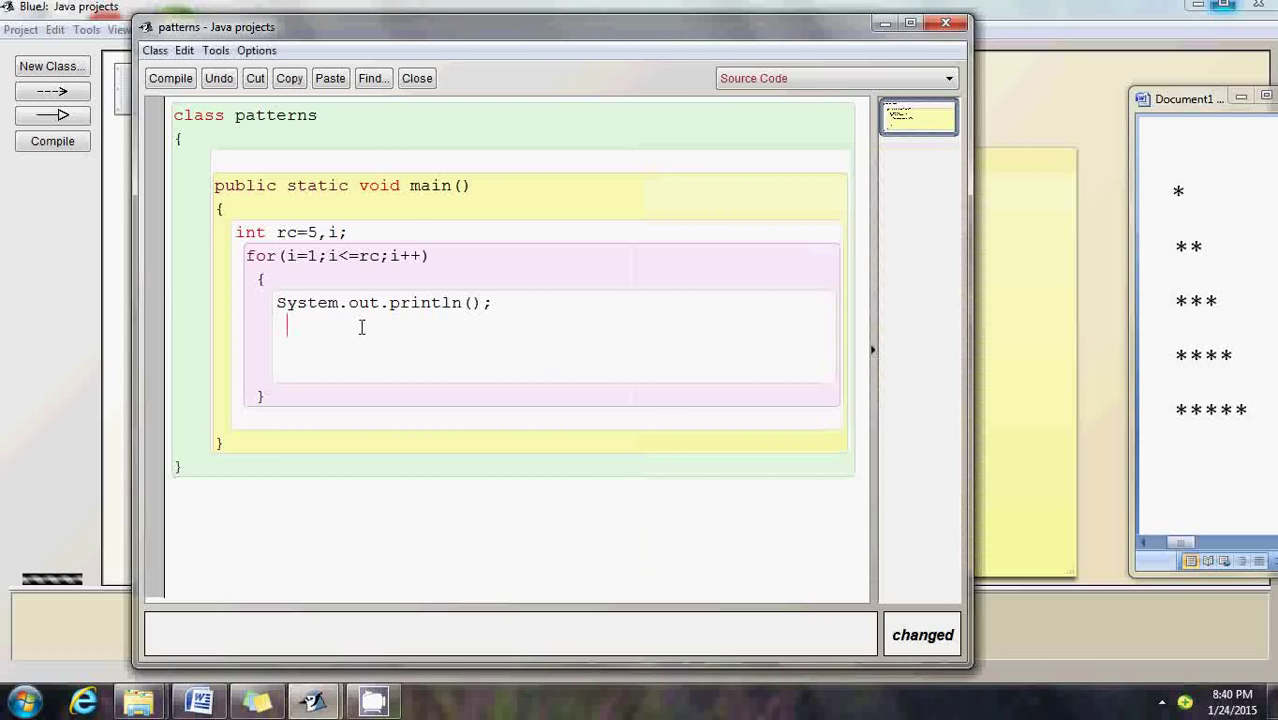 BlueJ: Java projects
Project Edit Tools View
New Class...
Compile
patterns - Java projects
Class Edit Tools Options
Compile Undo Cut Copy Paste Find... Close Source Code
class patterns
{
public static void main()
{
int rc=5,i;
for(i=1;i<=rc;i++)
{
System.out.println();
}
}
}
changed
Document1 ...
*
**
***
****
*****
8:40 PM
1/24/2015